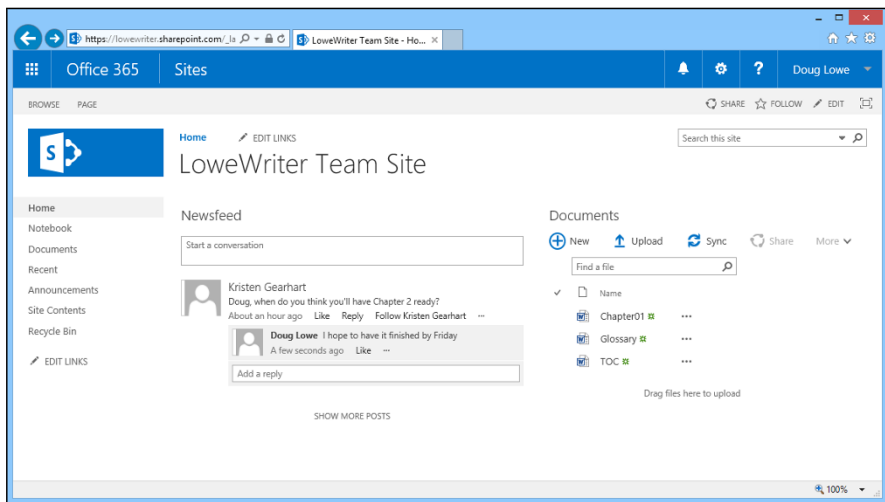 https://lowewriter.sharepoint.com/_la
LoweWriter Team Site - Ho...
Office 365 Sites ? Doug Lowe
BROWSE PAGE SHARE FOLLOW EDIT
S
Home EDIT LINKS
Search this site
LoweWriter Team Site
Home
Notebook
Documents
Recent
Announcements
Site Contents
Recycle Bin
EDIT LINKS
Newsfeed
Start a conversation
Kristen Gearhart
Doug, when do you think you'll have Chapter 2 ready?
About an hour ago Like Reply Follow Kristen Gearhart ...
Doug Lowe I hope to have it finished by Friday
A few seconds ago Like ...
Add a reply
SHOW MORE POSTS
Documents
New Upload Sync Share More
Find a file
Name
Chapter01 ...
Glossary ...
TOC ...
Drag files here to upload
100%